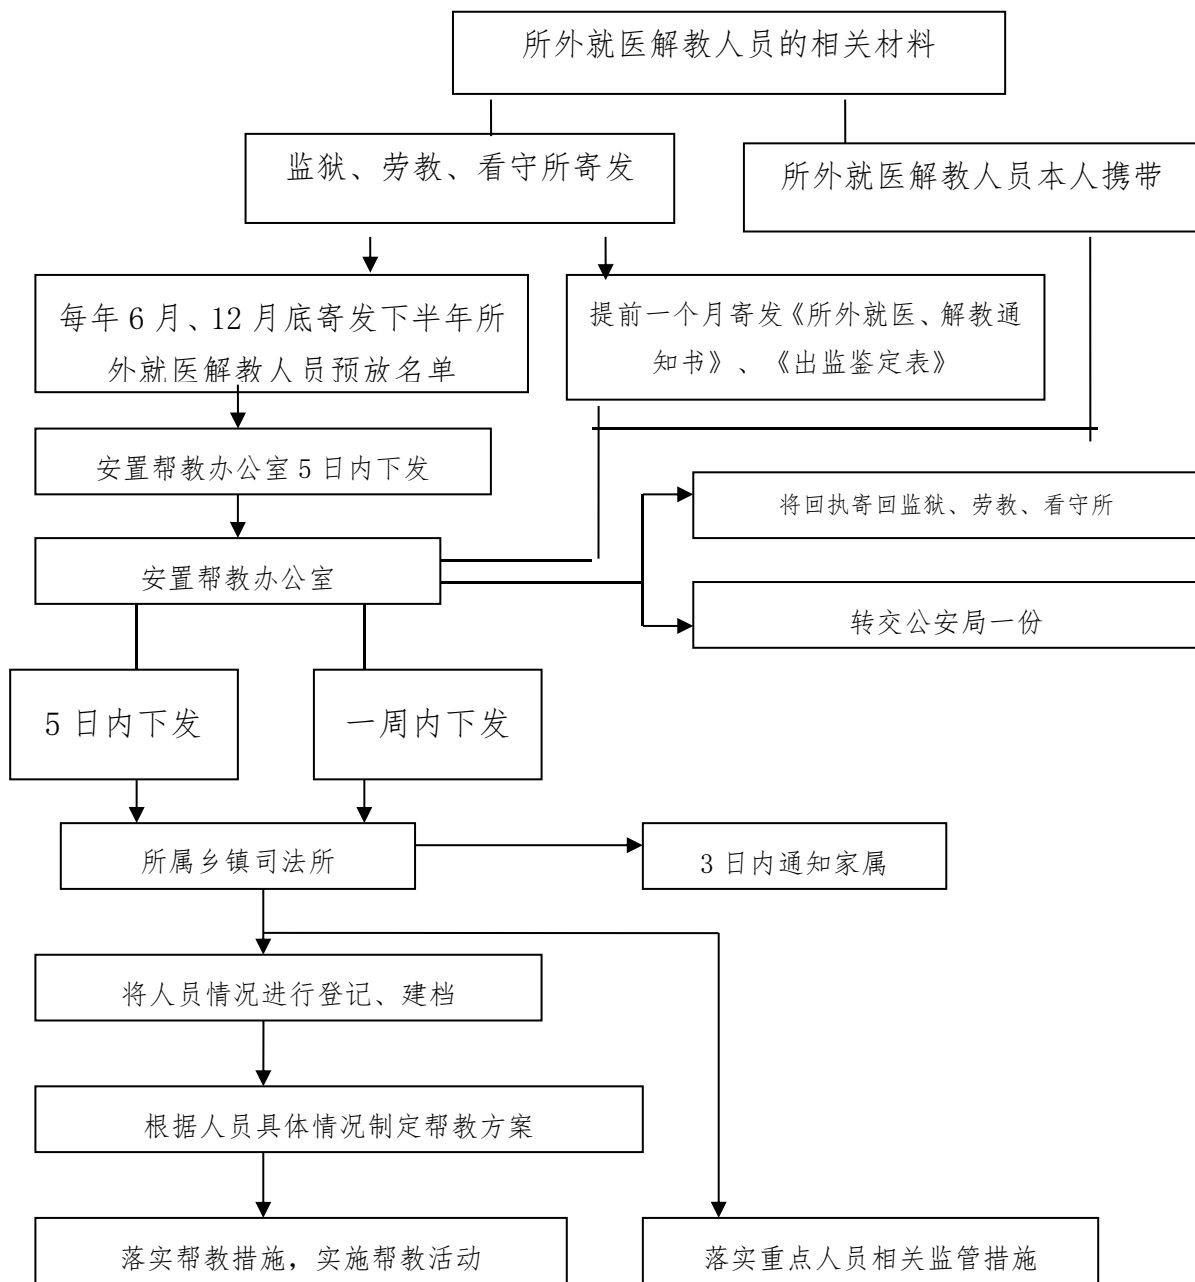 所外就医解教人员的相关材料
监狱、劳教、看守所寄发
所外就医解教人员本人携带
每年 6 月、12 月底寄发下半年所
外就医解教人员预放名单
提前一个月寄发《所外就医、解教通
知书》、《出监鉴定表》
安置帮教办公室 5 日内下发
将回执寄回监狱、劳教、看守所
安置帮教办公室
转交公安局一份
5 日内下发
一周内下发
所属乡镇司法所
3 日内通知家属
将人员情况进行登记、建档
根据人员具体情况制定帮教方案
落实帮教措施，实施帮教活动
落实重点人员相关监管措施